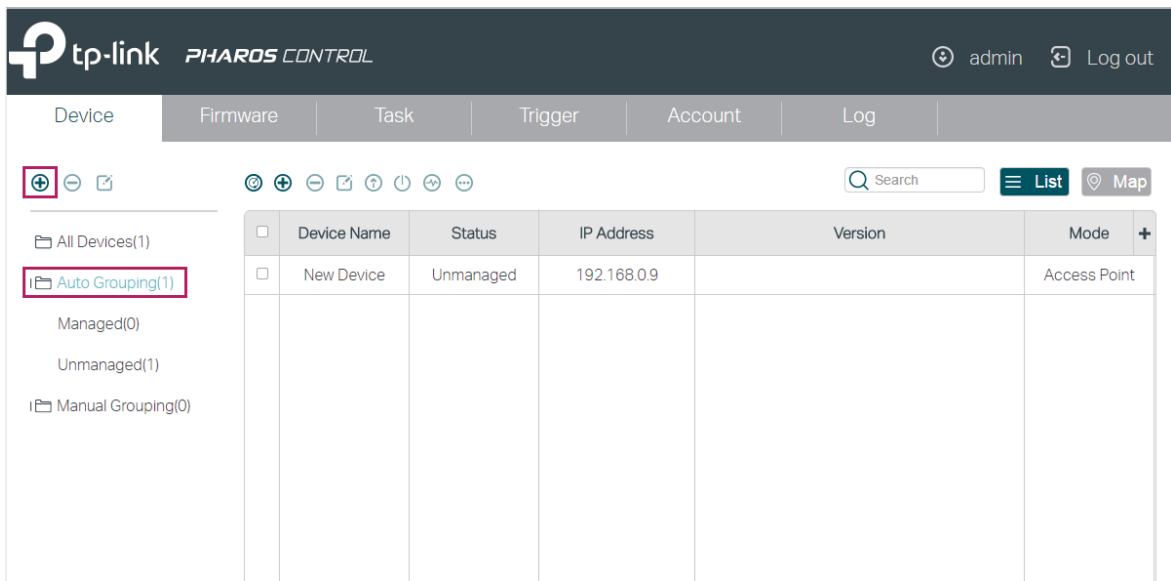 tp-link PHAROS CONTROL admin Log out
Device Firmware Task Trigger Account Log
Search List Map
All Devices(1)
Auto Grouping(1)
Managed(0)
Unmanaged(1)
Manual Grouping(0)
Device Name Status IP Address Version Mode +
New Device Unmanaged 192.168.0.9 Access Point